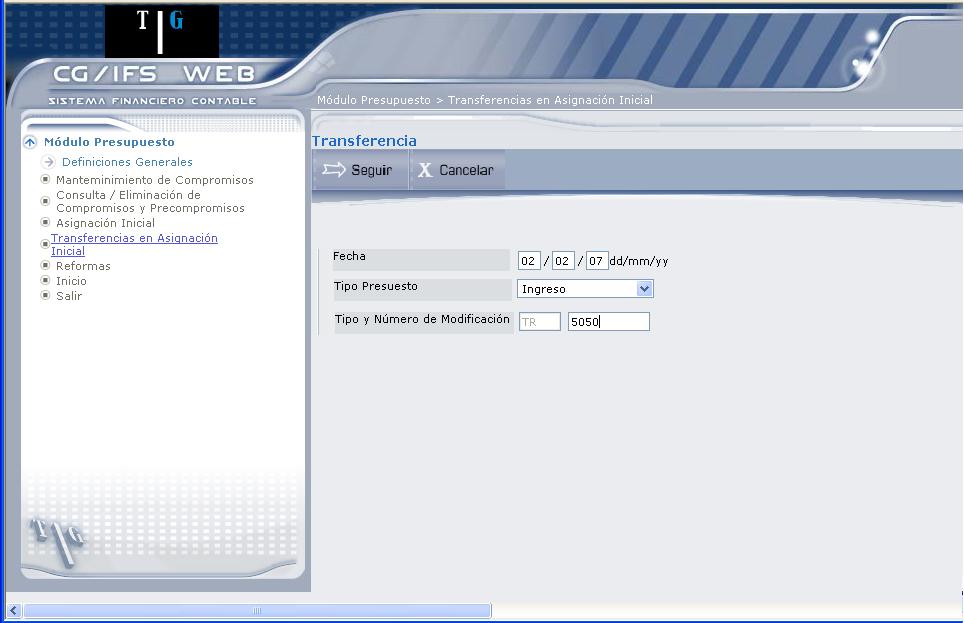 T G
CG/IFS WEB
SISTEMA FINANCIERO CONTABLE
Módulo Presupuesto > Transferencias en Asignación Inicial
Módulo Presupuesto
Definiciones Generales
Manteminimiento de Compromisos
Consulta / Eliminación de
Compromisos y Precompromisos
Asignación Inicial
Transferencias en Asignación
Inicial
Reformas
Inicio
Salir
T G
Transferencia
Seguir X Cancelar
Fecha 02 / 02 / 07 dd/mm/yy
Tipo Presuesto Ingreso
Tipo y Número de Modificación TR 5050